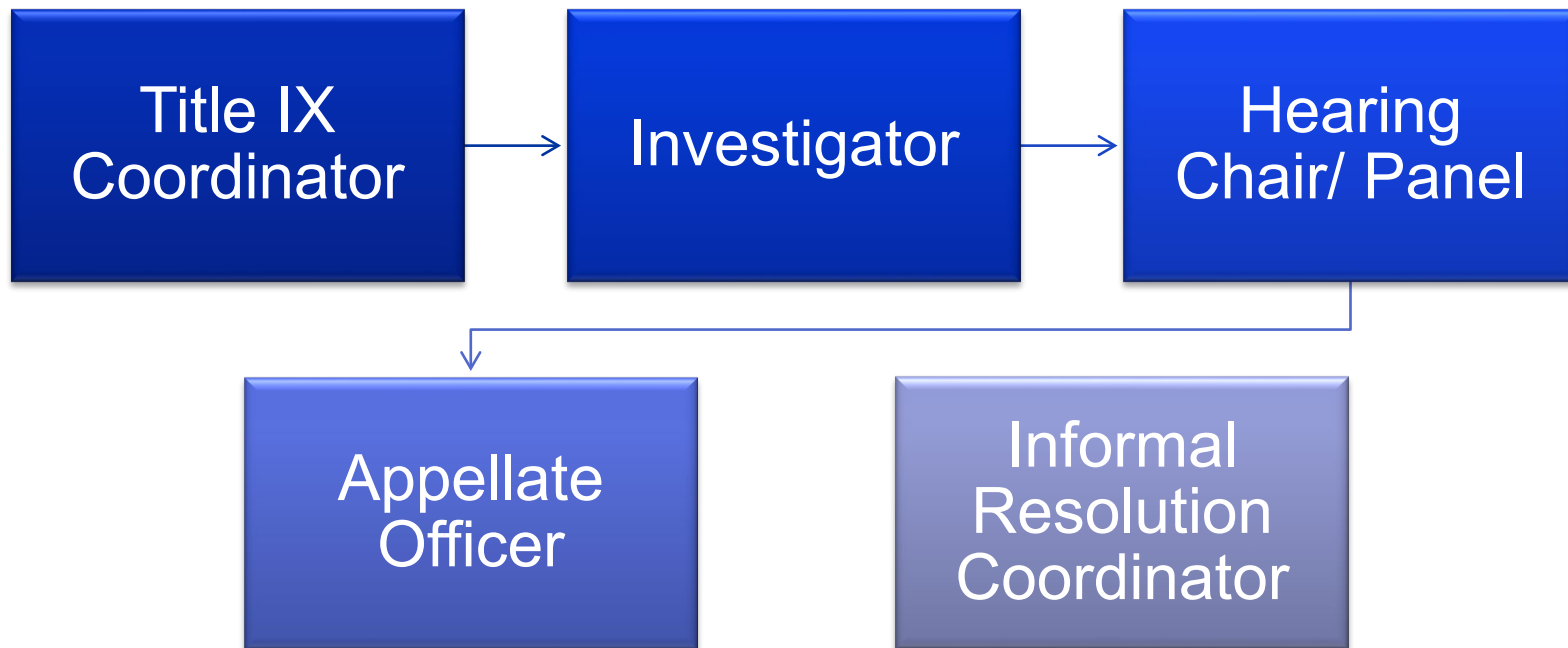 Title IX
Coordinator
Investigator
Hearing
Chair/ Panel
Appellate
Officer
Informal
Resolution
Coordinator